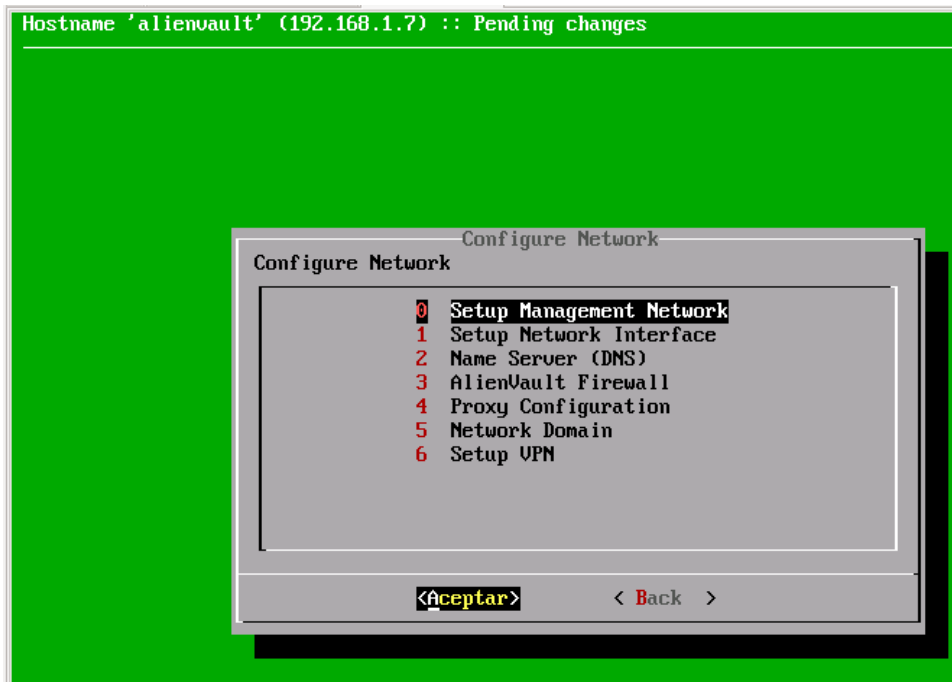 Hostname 'alienvault' (192.168.1.7) :: Pending changes
Configure Network
Configure Network
0 Setup Management Network
1 Setup Network Interface
2 Name Server (DNS)
3 AlienVault Firewall
4 Proxy Configuration
5 Network Domain
6 Setup VPN
<Aceptar> < Back >